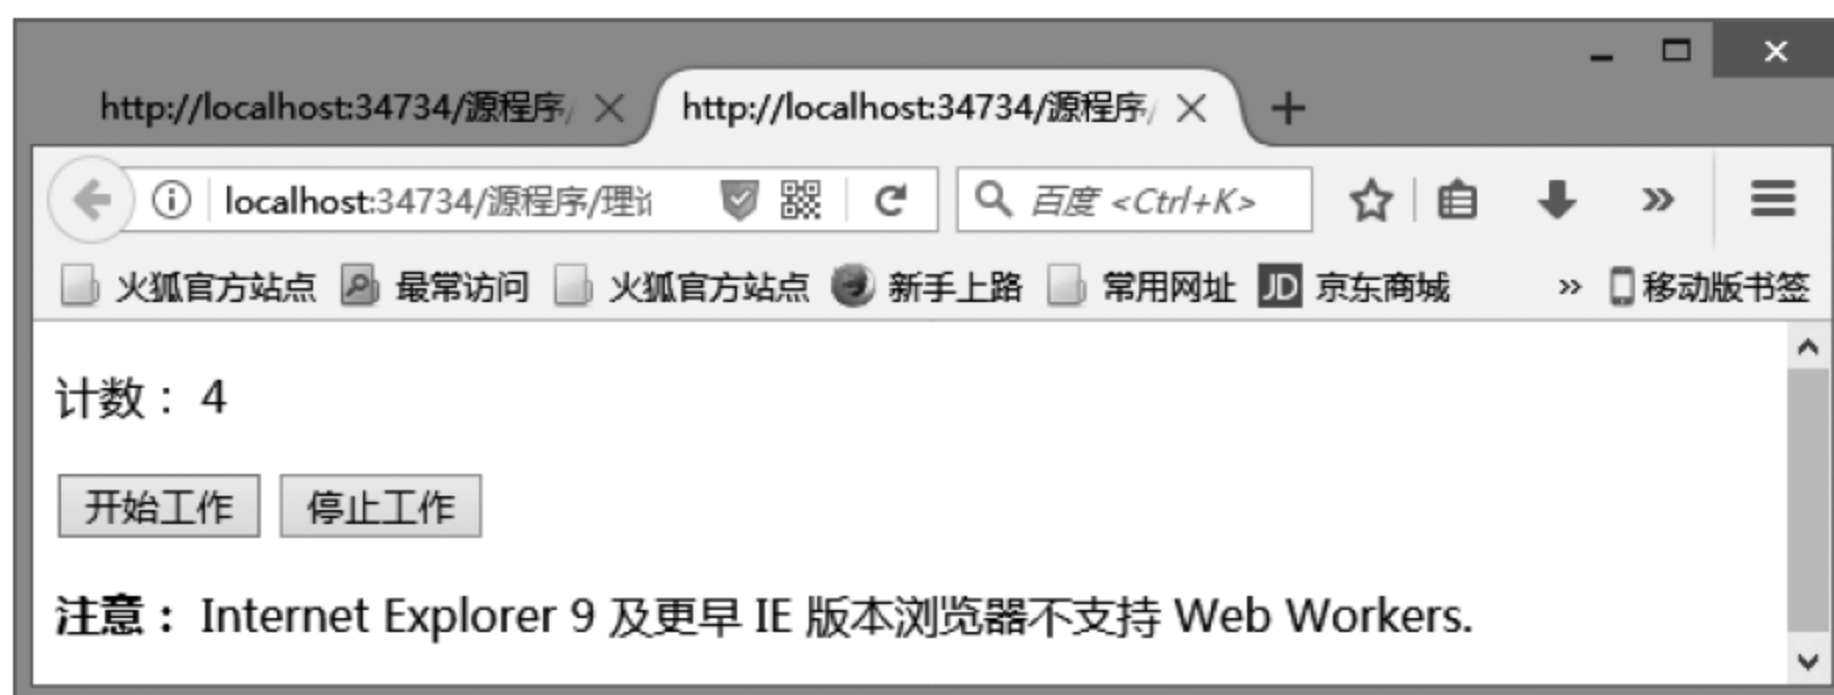 http://localhost:34734/源程序/ http://localhost:34734/源程序/
localhost:34734/源程序/理论 百度 <Ctrl+K>
火狐官方站点 最常访问 火狐官方站点 新手上路 常用网址 JD 京东商城 移动版书签
计数： 4
开始工作 停止工作
注意： Internet Explorer 9 及更早 IE 版本浏览器不支持 Web Workers.